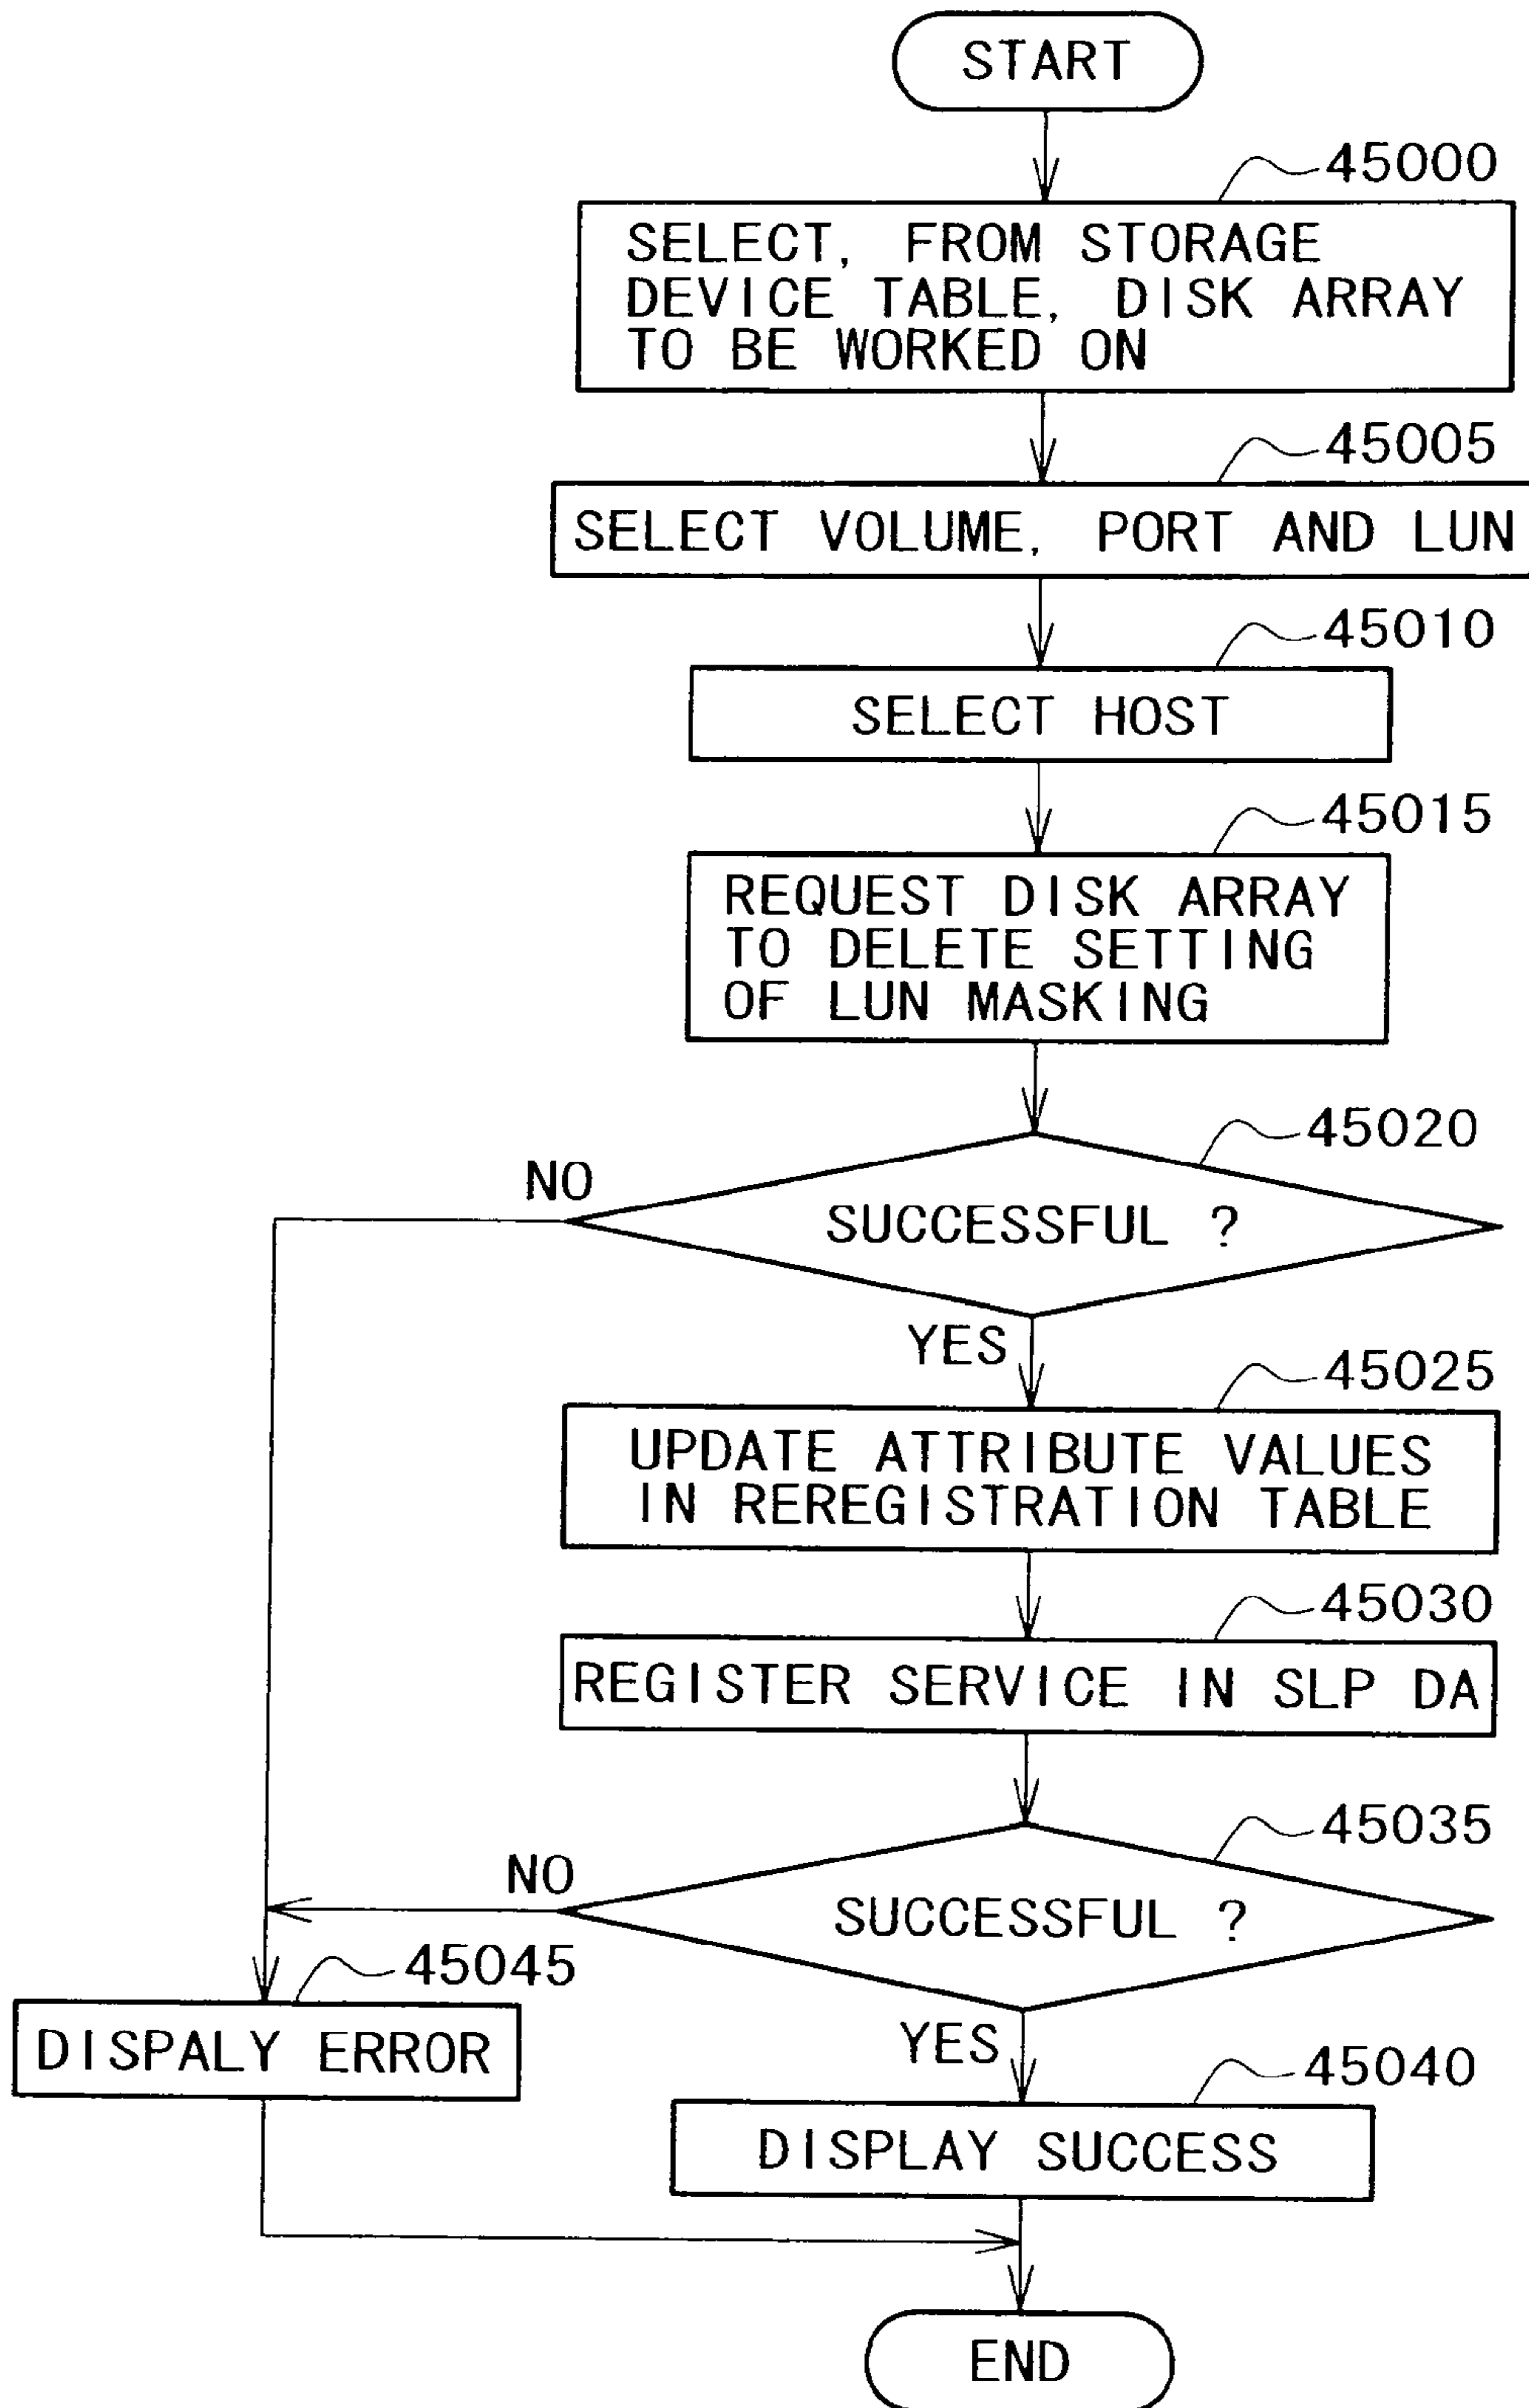 START
45000
SELECT, FROM STORAGE
DEVICE TABLE, DISK ARRAY
TO BE WORKED ON
45005
SELECT VOLUME, PORT AND LUN
45010
SELECT HOST
45015
REQUEST DISK ARRAY
TO DELETE SETTING
OF LUN MASKING
45020
NO
SUCCESSFUL ?
YES
45025
UPDATE ATTRIBUTE VALUES
IN REREGISTRATION TABLE
45030
REGISTER SERVICE IN SLP DA
45035
NO
SUCCESSFUL ?
45045
DISPALY ERROR
YES
45040
DISPLAY SUCCESS
END